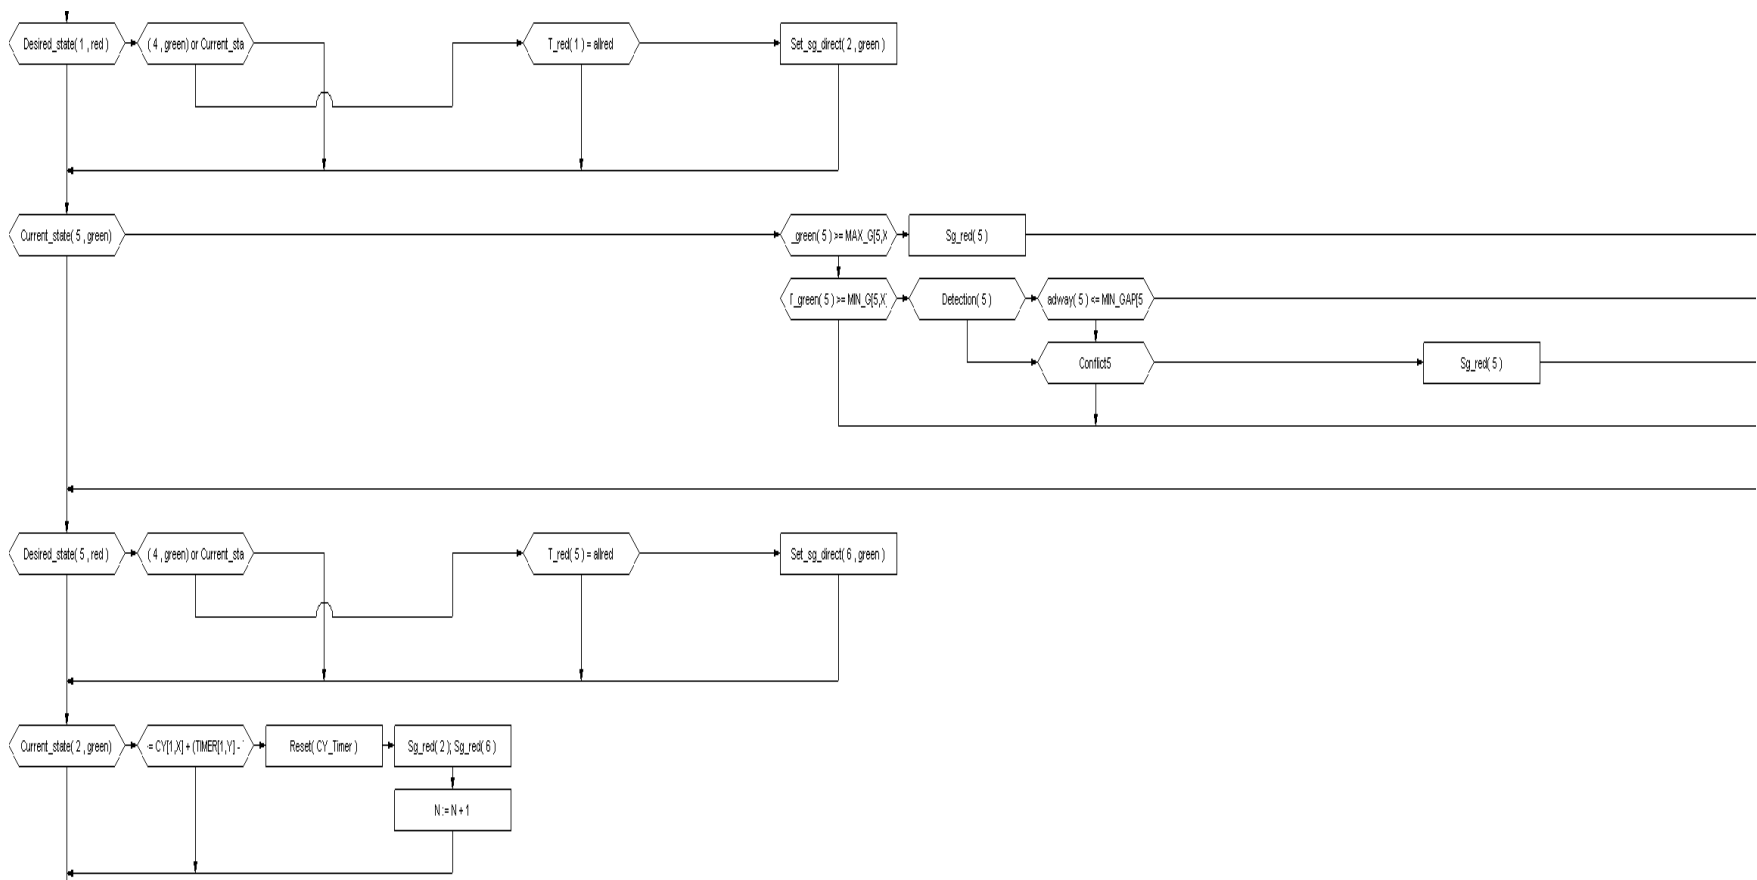 Desired_state( 1 , red )
( 4 , green) or Current_sta
T_red( 1 ) = allred
Set_sg_direct( 2 , green )
Current_state( 5 , green)
_green( 5 ) >= MAX_G[5,X
Sg_red( 5 )
T_green( 5 ) >= MIN_G[5,X]
Detection( 5 )
adway( 5 ) <= MIN_GAP[5
Conflict5
Sg_red( 5 )
Desired_state( 5 , red )
( 4 , green) or Current_sta
T_red( 5 ) = allred
Set_sg_direct( 6 , green )
Current_state( 2 , green)
= CY[1,X] + (TIMER[1,Y] -
Reset( CY_Timer )
Sg_red( 2 ); Sg_red( 6 )
N := N + 1